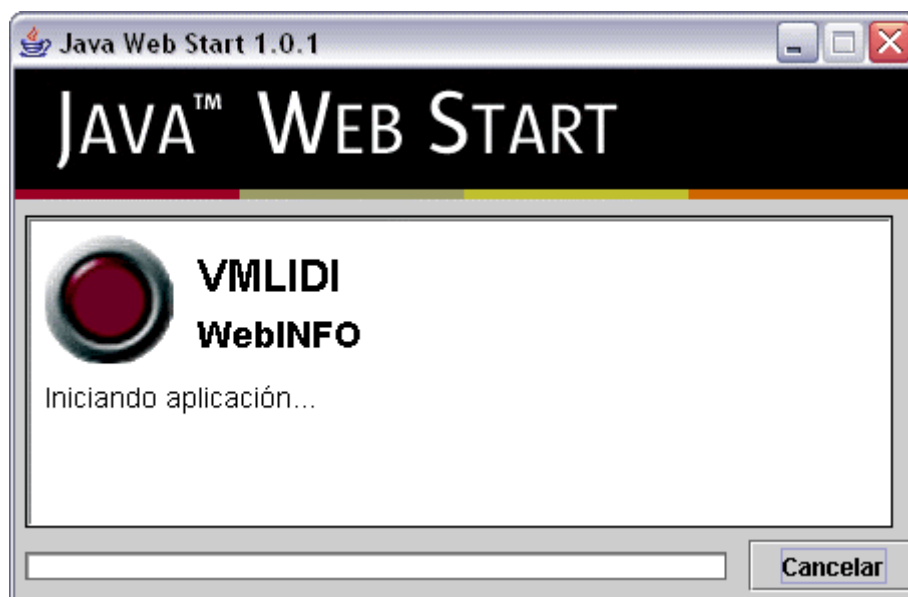 Java Web Start 1.0.1
JAVA™ WEB START
VMLIDI
WebINFO
Iniciando aplicación...
Cancelar